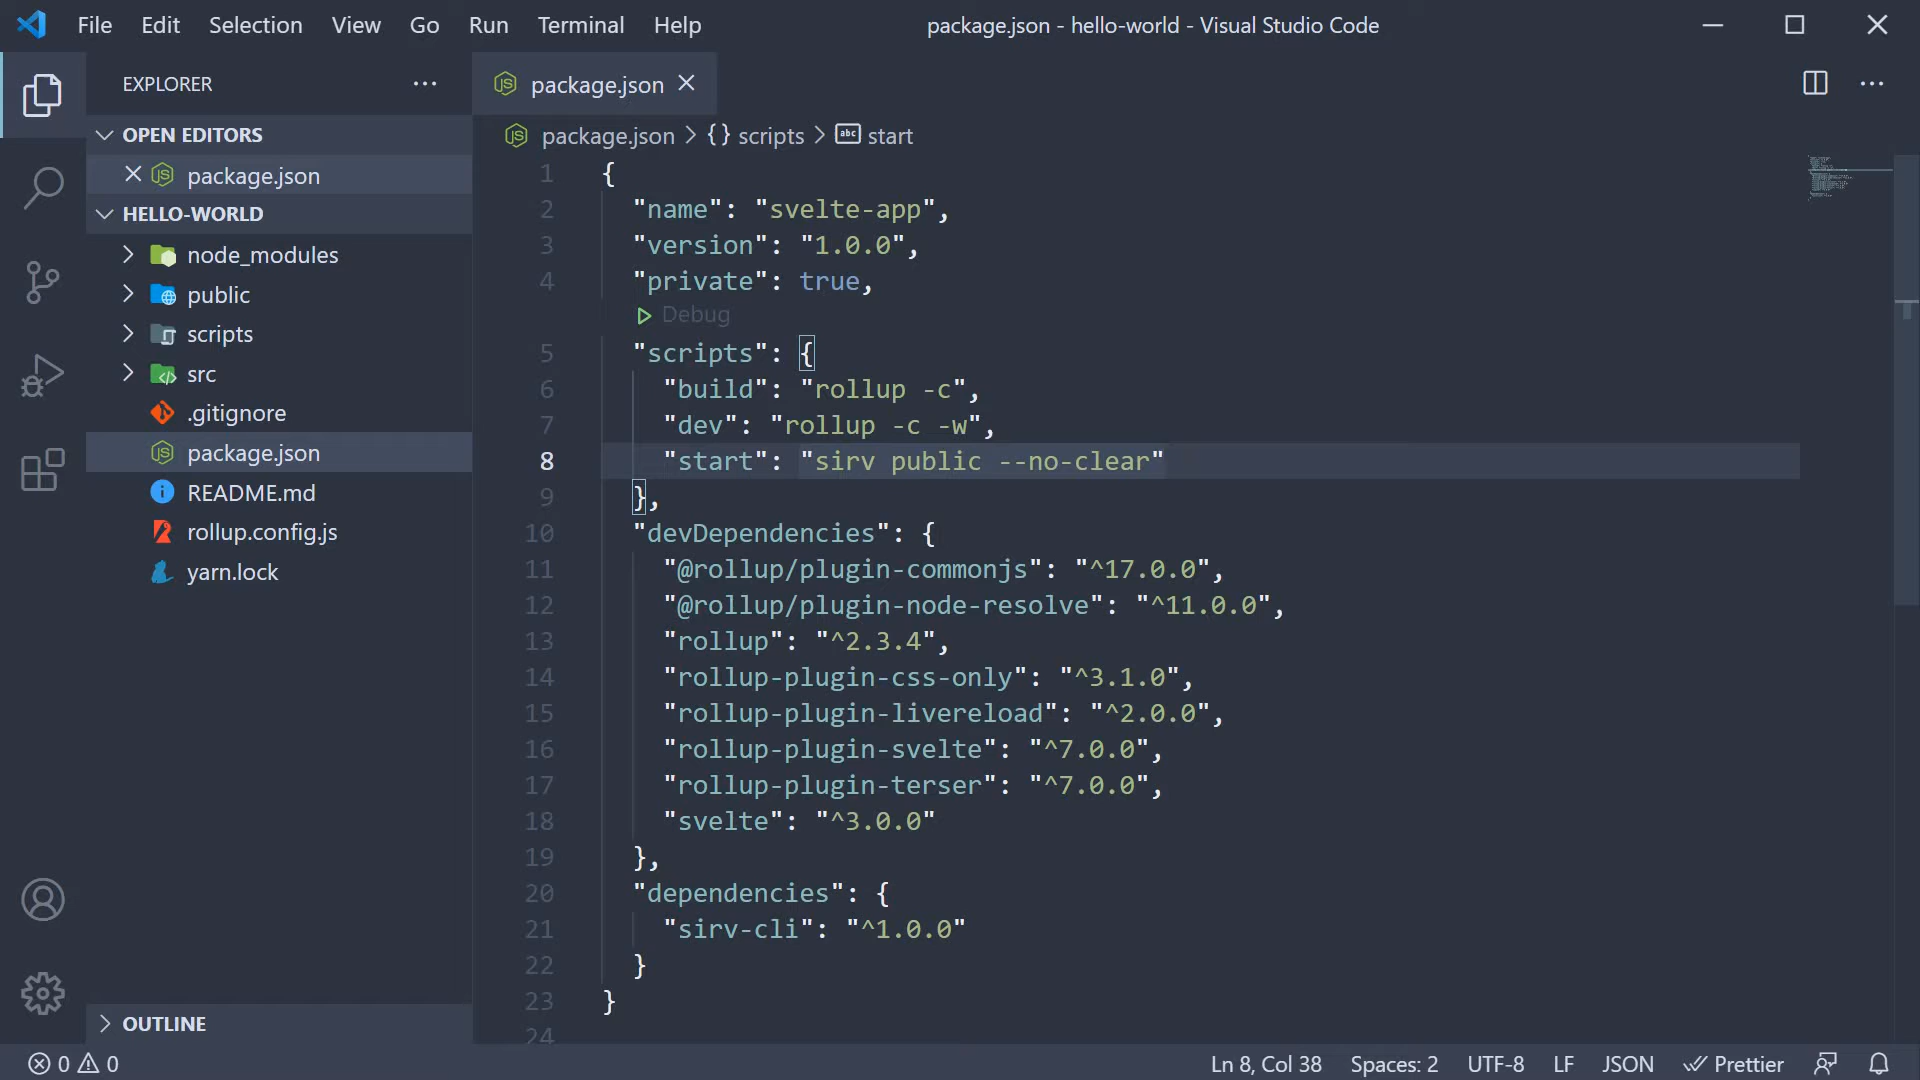 File Edit Selection View Go Run Terminal Help
package.json - hello-world - Visual Studio Code
EXPLORER
OPEN EDITORS
package.json
HELLO-WORLD
node_modules
public
scripts
src
.gitignore
package.json
README.md
rollup.config.js
yarn.lock
OUTLINE
package.json
package.json > {} scripts > abc start
1 {
2 "name": "svelte-app",
3 "version": "1.0.0",
4 "private": true,
Debug
5 "scripts": {
6 "build": "rollup -c",
7 "dev": "rollup -c -w",
8 "start": "sirv public --no-clear"
9 },
10 "devDependencies": {
11 "@rollup/plugin-commonjs": "^17.0.0",
12 "@rollup/plugin-node-resolve": "^11.0.0",
13 "rollup": "^2.3.4",
14 "rollup-plugin-css-only": "^3.1.0",
15 "rollup-plugin-livereload": "^2.0.0",
16 "rollup-plugin-svelte": "^7.0.0",
17 "rollup-plugin-terser": "^7.0.0",
18 "svelte": "^3.0.0"
19 },
20 "dependencies": {
21 "sirv-cli": "^1.0.0"
22 }
23 }
24
0 0
Ln 8, Col 38 Spaces: 2 UTF-8 LF JSON Prettier